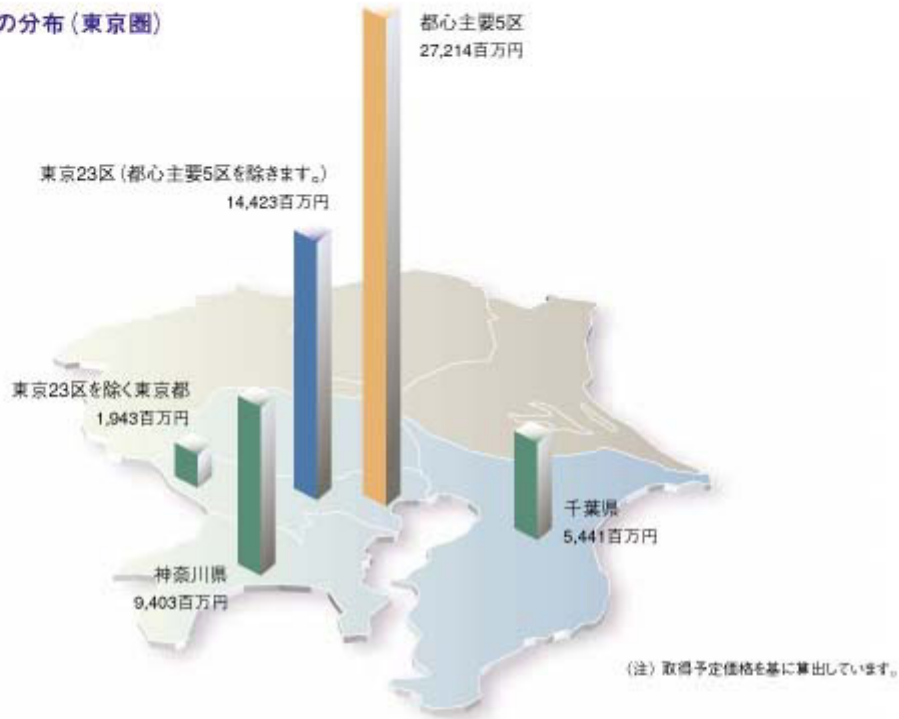 の分布（東京圏）
都心主要5区
27,214百万円
東京23区（都心主要5区を除きます。）
14,423百万円
東京23区を除く東京都
1,943百万円
千葉県
5,441百万円
神奈川県
9,403百万円
（注）取得予定価格を基に算出しています。